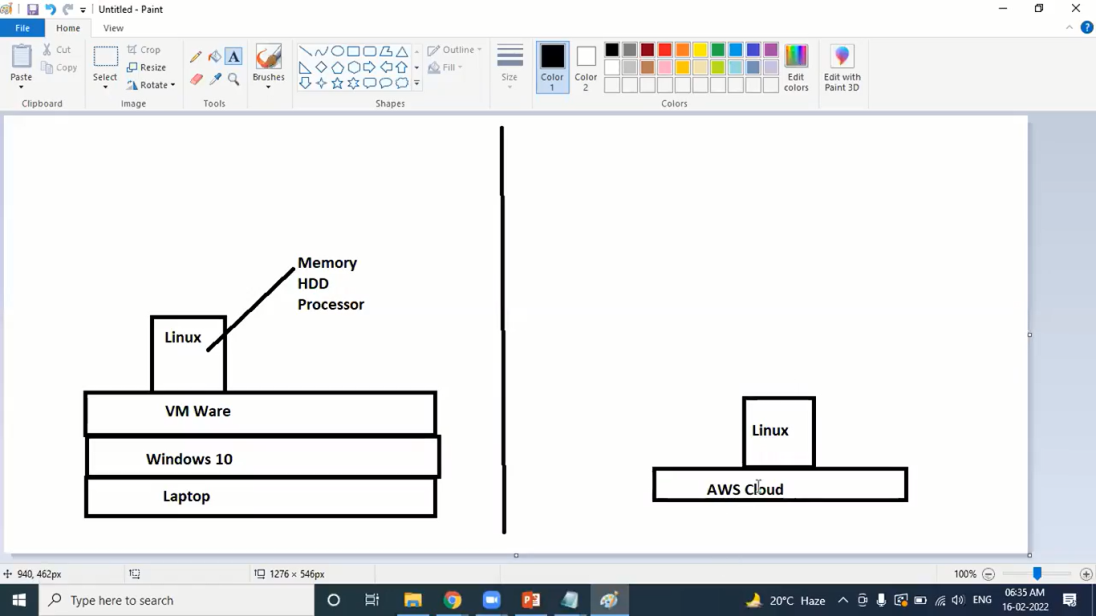 Untitled - Paint
File
Home
View
Paste
Cut
Copy
Clipboard
Select
Crop
Resize
Rotate
Image
A
Tools
Brushes
Shapes
Outline
Fill
Size
Color 1
Color 2
Edit colors
Edit with Paint 3D
Colors
Memory
HDD
Processor
Linux
VM Ware
Windows 10
Laptop
Linux
AWS Cloud
940, 462px
1276 × 546px
100%
Type here to search
20°C Haze
ENG
06:35 AM
16-02-2022